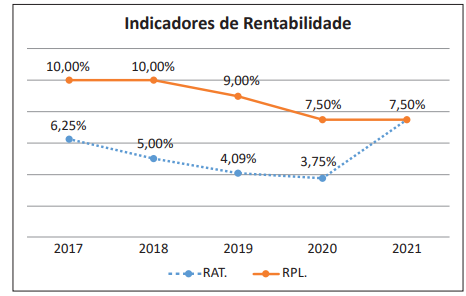 Indicadores de Rentabilidade
10,00% 10,00%
9,00%
7,50% 7,50%
6,25%
5,00%
4,09%
3,75%
2017 2018 2019 2020 2021
RAT. RPL.